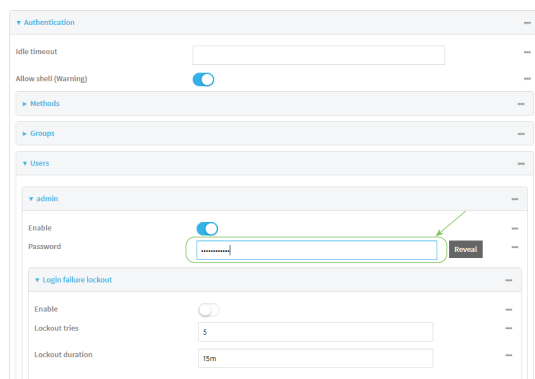 Authentication
Idle timeout
Allow shell (Warning)
Methods
Groups
Users
admin
Enable
Password •••••••••••• Reveal
Login failure lockout
Enable
Lockout tries 5
Lockout duration 15m